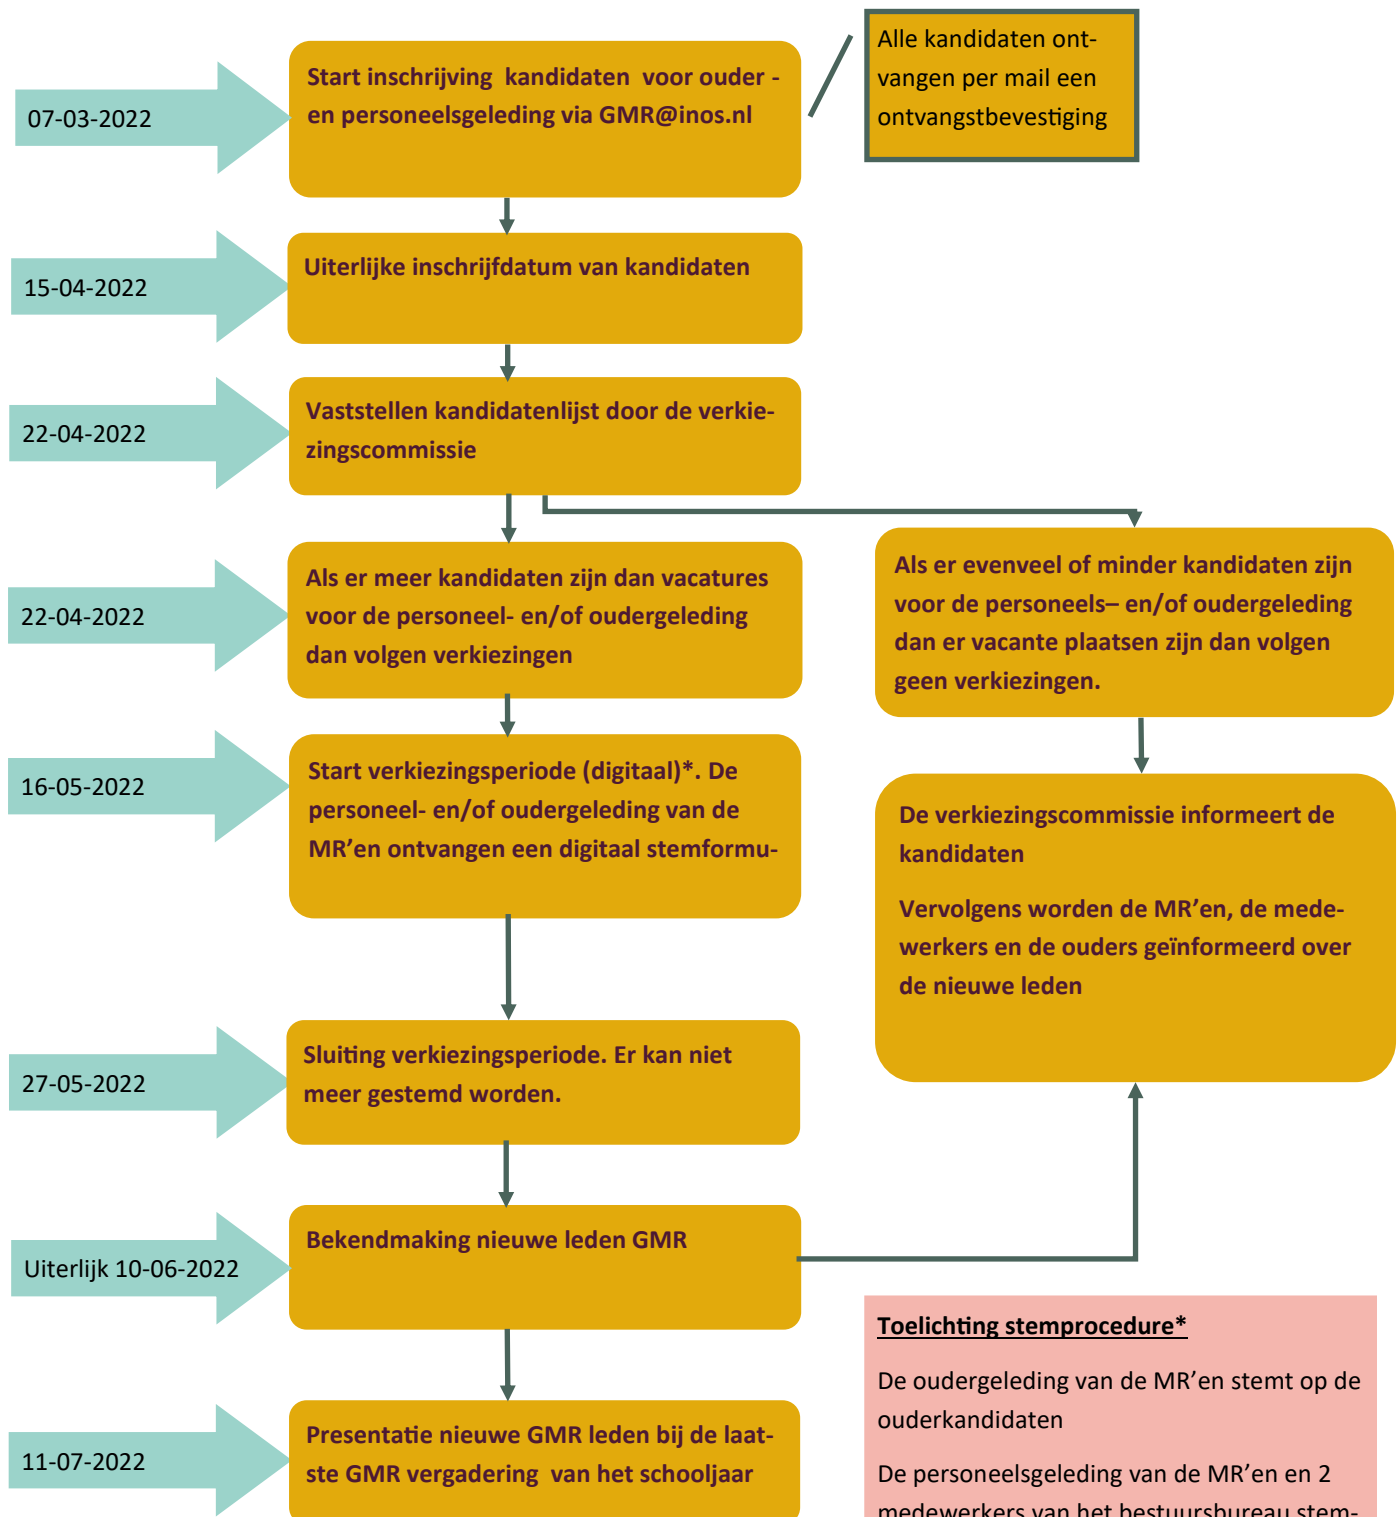 07-03-2022
Start inschrijving kandidaten voor ouder -
en personeelsgeleding via GMR@inos.nl
Alle kandidaten ont-
vangen per mail een
ontvangstbevestiging
15-04-2022
Uiterlijke inschrijfdatum van kandidaten
22-04-2022
Vaststellen kandidatenlijst door de verkie-
zingscommissie
22-04-2022
Als er meer kandidaten zijn dan vacatures
voor de personeel- en/of oudergeleding
dan volgen verkiezingen
Als er evenveel of minder kandidaten zijn
voor de personeels– en/of oudergeleding
dan er vacante plaatsen zijn dan volgen
geen verkiezingen.
16-05-2022
Start verkiezingsperiode (digitaal)*. De
personeel- en/of oudergeleding van de
MR’en ontvangen een digitaal stemformu-
De verkiezingscommissie informeert de
kandidaten
Vervolgens worden de MR’en, de mede-
werkers en de ouders geïnformeerd over
de nieuwe leden
27-05-2022
Sluiting verkiezingsperiode. Er kan niet
meer gestemd worden.
Uiterlijk 10-06-2022
Bekendmaking nieuwe leden GMR
11-07-2022
Presentatie nieuwe GMR leden bij de laat-
ste GMR vergadering van het schooljaar
Toelichting stemprocedure*
De oudergeleding van de MR’en stemt op de
ouderkandidaten
De personeelsgeleding van de MR’en en 2
medewerkers van het bestuursbureau stem-